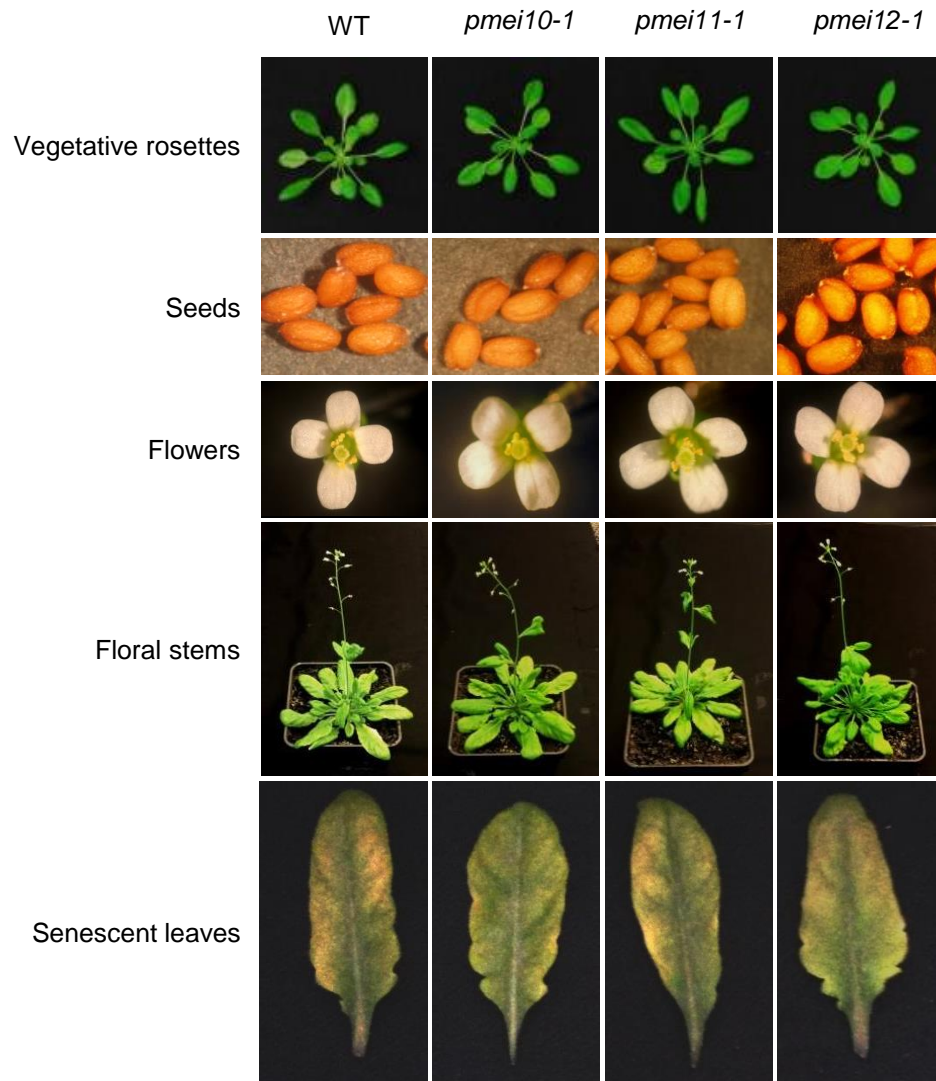 WT pmei10-1 pmei11-1 pmei12-1
Vegetative rosettes
Seeds
Flowers
Floral stems
Senescent leaves